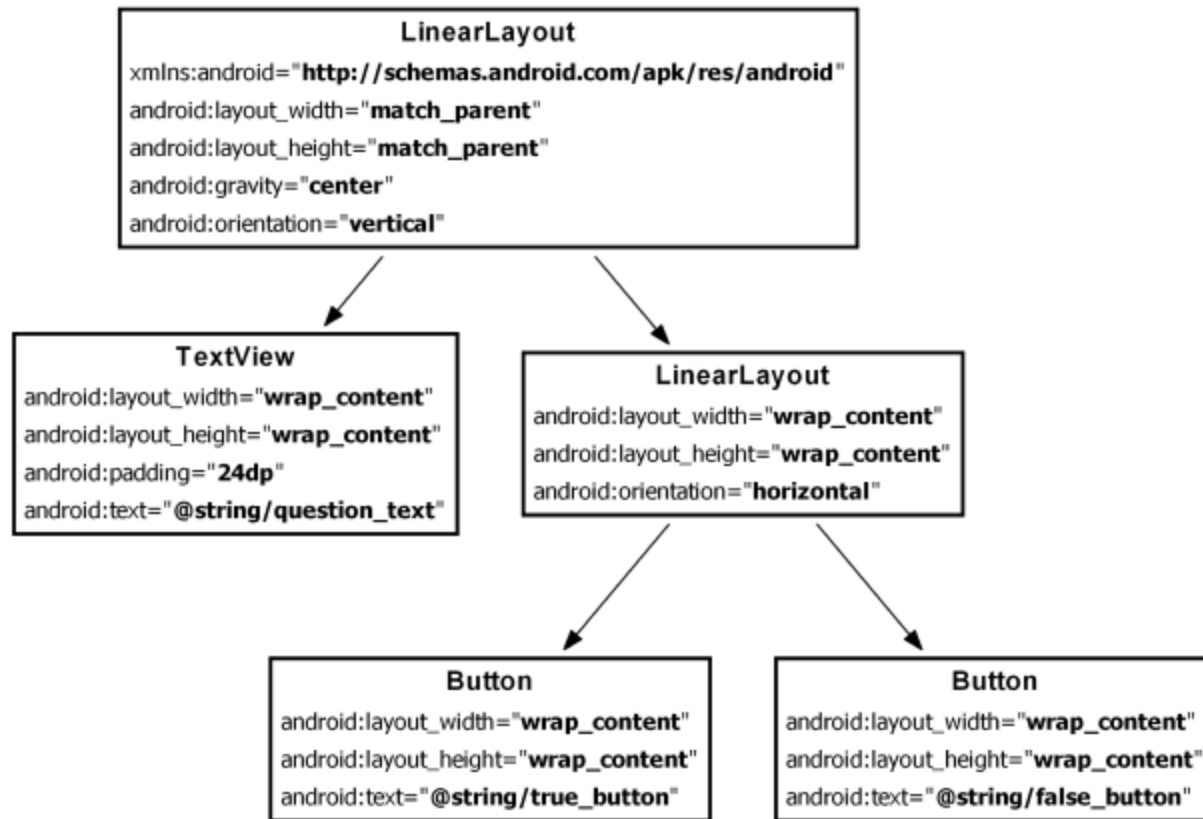 LinearLayout
xmlns:android="http://schemas.android.com/apk/res/android"
android:layout_width="match_parent"
android:layout_height="match_parent"
android:gravity="center"
android:orientation="vertical"
TextView
android:layout_width="wrap_content"
android:layout_height="wrap_content"
android:padding="24dp"
android:text="@string/question_text"
LinearLayout
android:layout_width="wrap_content"
android:layout_height="wrap_content"
android:orientation="horizontal"
Button
android:layout_width="wrap_content"
android:layout_height="wrap_content"
android:text="@string/true_button"
Button
android:layout_width="wrap_content"
android:layout_height="wrap_content"
android:text="@string/false_button"